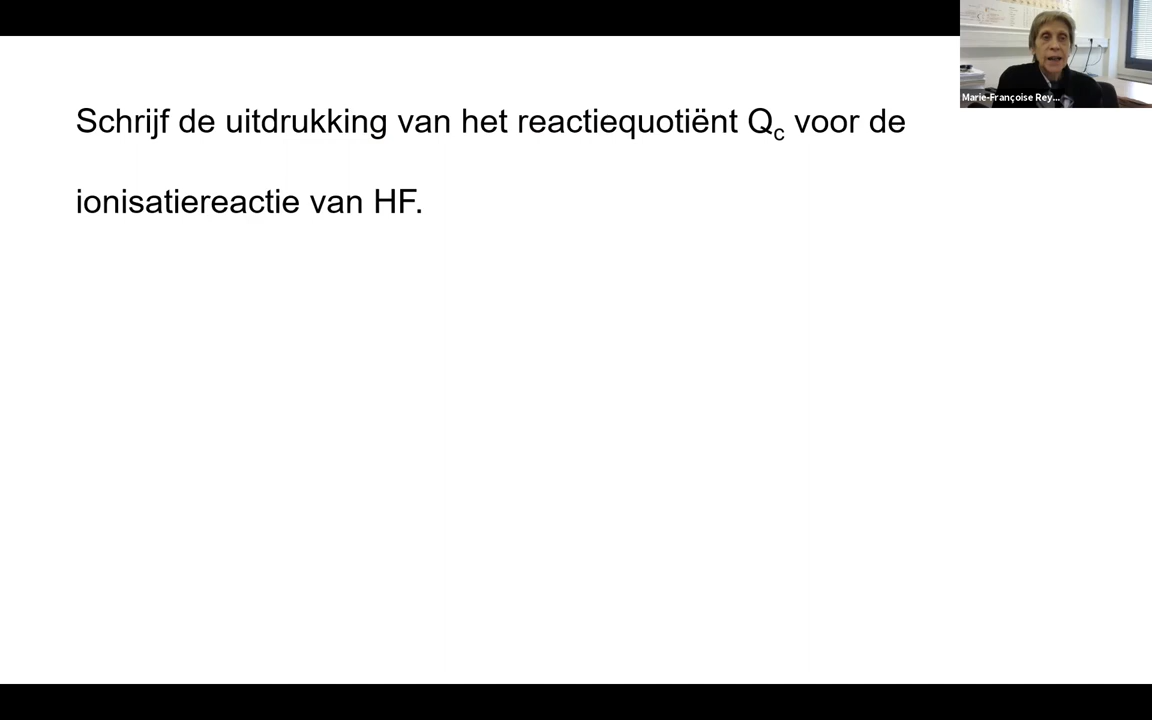 Schrijf de uitdrukking van het reactiequotiënt Qc voor de
ionisatiereactie van HF.
Marie-Françoise Rey...